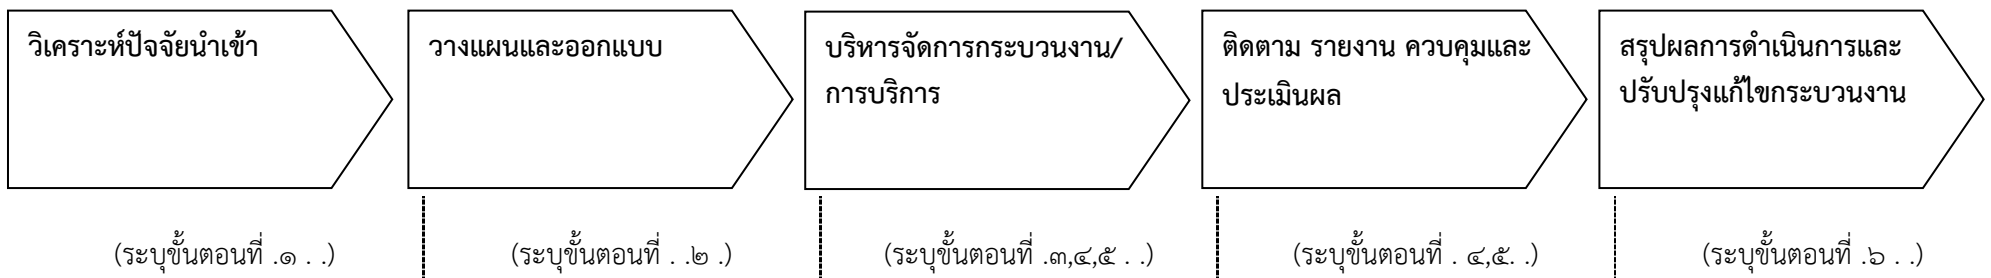 วิเคราะห์ปัจจัยนำเข้า
วางแผนและออกแบบ
บริหารจัดการกระบวนงาน/
การบริการ
ติดตาม รายงาน ควบคุมและ
ประเมินผล
สรุปผลการดำเนินการและ
ปรับปรุงแก้ไขกระบวนงาน
(ระบุขั้นตอนที่ .๑ . .)
(ระบุขั้นตอนที่ . .๒ .)
(ระบุขั้นตอนที่ .๓,๔,๕ . .)
(ระบุขั้นตอนที่ . ๔,๕. .)
(ระบุขั้นตอนที่ .๖ . .)